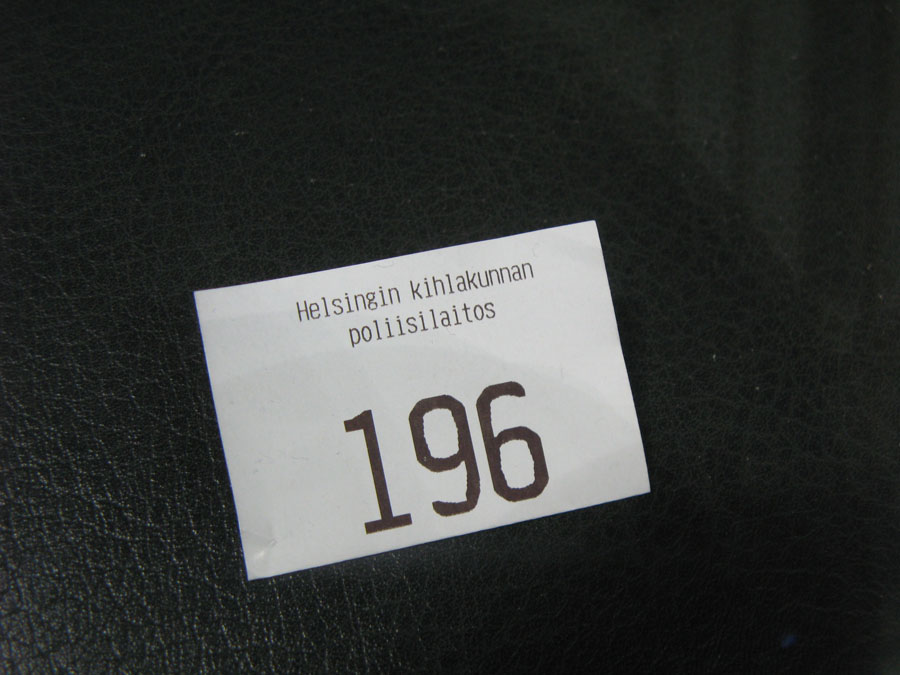 Helsingin kihlakunnan
poliisilaitos
196